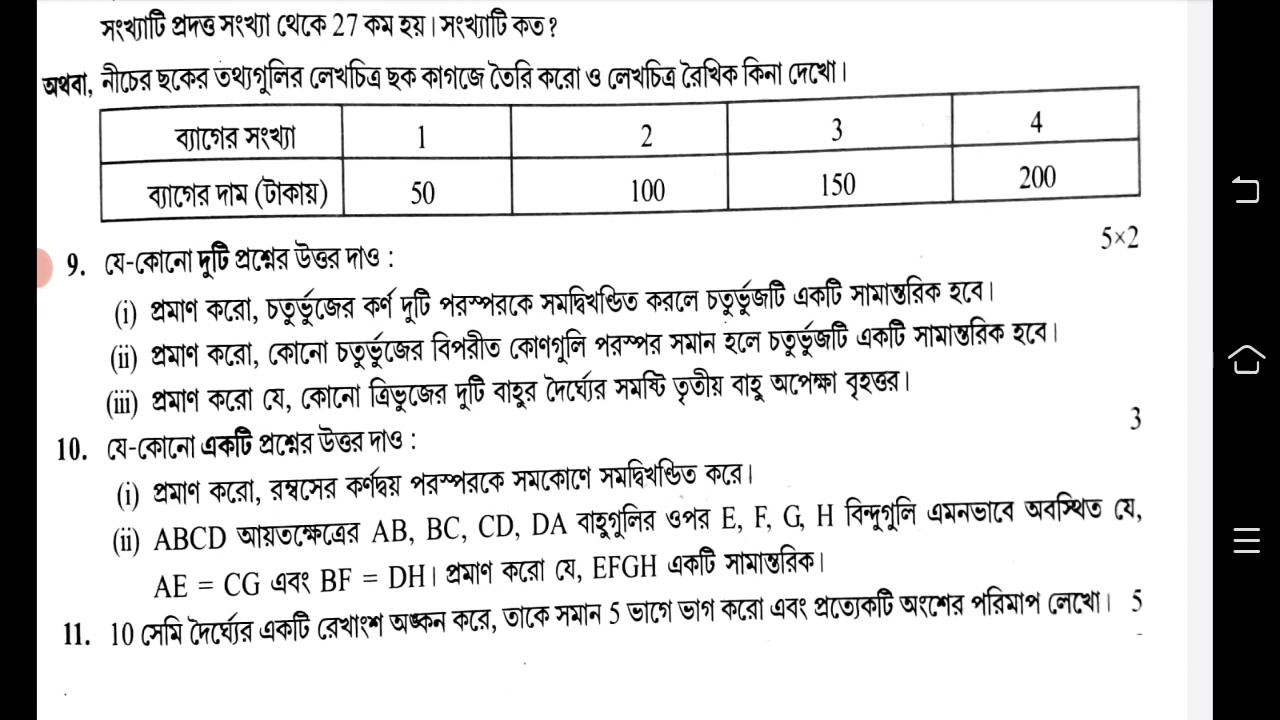 সংখ্যাটি প্রদত্ত সংখ্যা থেকে 27 কম হয়। সংখ্যাটি কত?
অথবা, নীচের ছকের তথ্যগুলির লেখচিত্র ছক কাগজে তৈরি করো ও লেখচিত্র রৈখিক কিনা দেখো।
ব্যাগের সংখ্যা 1 2 3 4
ব্যাগের দাম (টাকায়) 50 100 150 200
9. যে-কোনো দুটি প্রশ্নের উত্তর দাও : 5×2
(i) প্রমাণ করো, চতুর্ভুজের কর্ণ দুটি পরস্পরকে সমদ্বিখণ্ডিত করলে চতুর্ভুজটি একটি সামান্তরিক হবে।
(ii) প্রমাণ করো, কোনো চতুর্ভুজের বিপরীত কোণগুলি পরস্পর সমান হলে চতুর্ভুজটি একটি সামান্তরিক হবে।
(iii) প্রমাণ করো যে, কোনো ত্রিভুজের দুটি বাহুর দৈর্ঘ্যের সমষ্টি তৃতীয় বাহু অপেক্ষা বৃহত্তর।
10. যে-কোনো একটি প্রশ্নের উত্তর দাও : 3
(i) প্রমাণ করো, রম্বসের কর্ণদ্বয় পরস্পরকে সমকোণে সমদ্বিখণ্ডিত করে।
(ii) ABCD আয়তক্ষেত্রের AB, BC, CD, DA বাহুগুলির ওপর E, F, G, H বিন্দুগুলি এমনভাবে অবস্থিত যে,
AE = CG এবং BF = DH। প্রমাণ করো যে, EFGH একটি সামান্তরিক।
11. 10 সেমি দৈর্ঘ্যের একটি রেখাংশ অঙ্কন করে, তাকে সমান 5 ভাগে ভাগ করো এবং প্রত্যেকটি অংশের পরিমাপ লেখো। 5